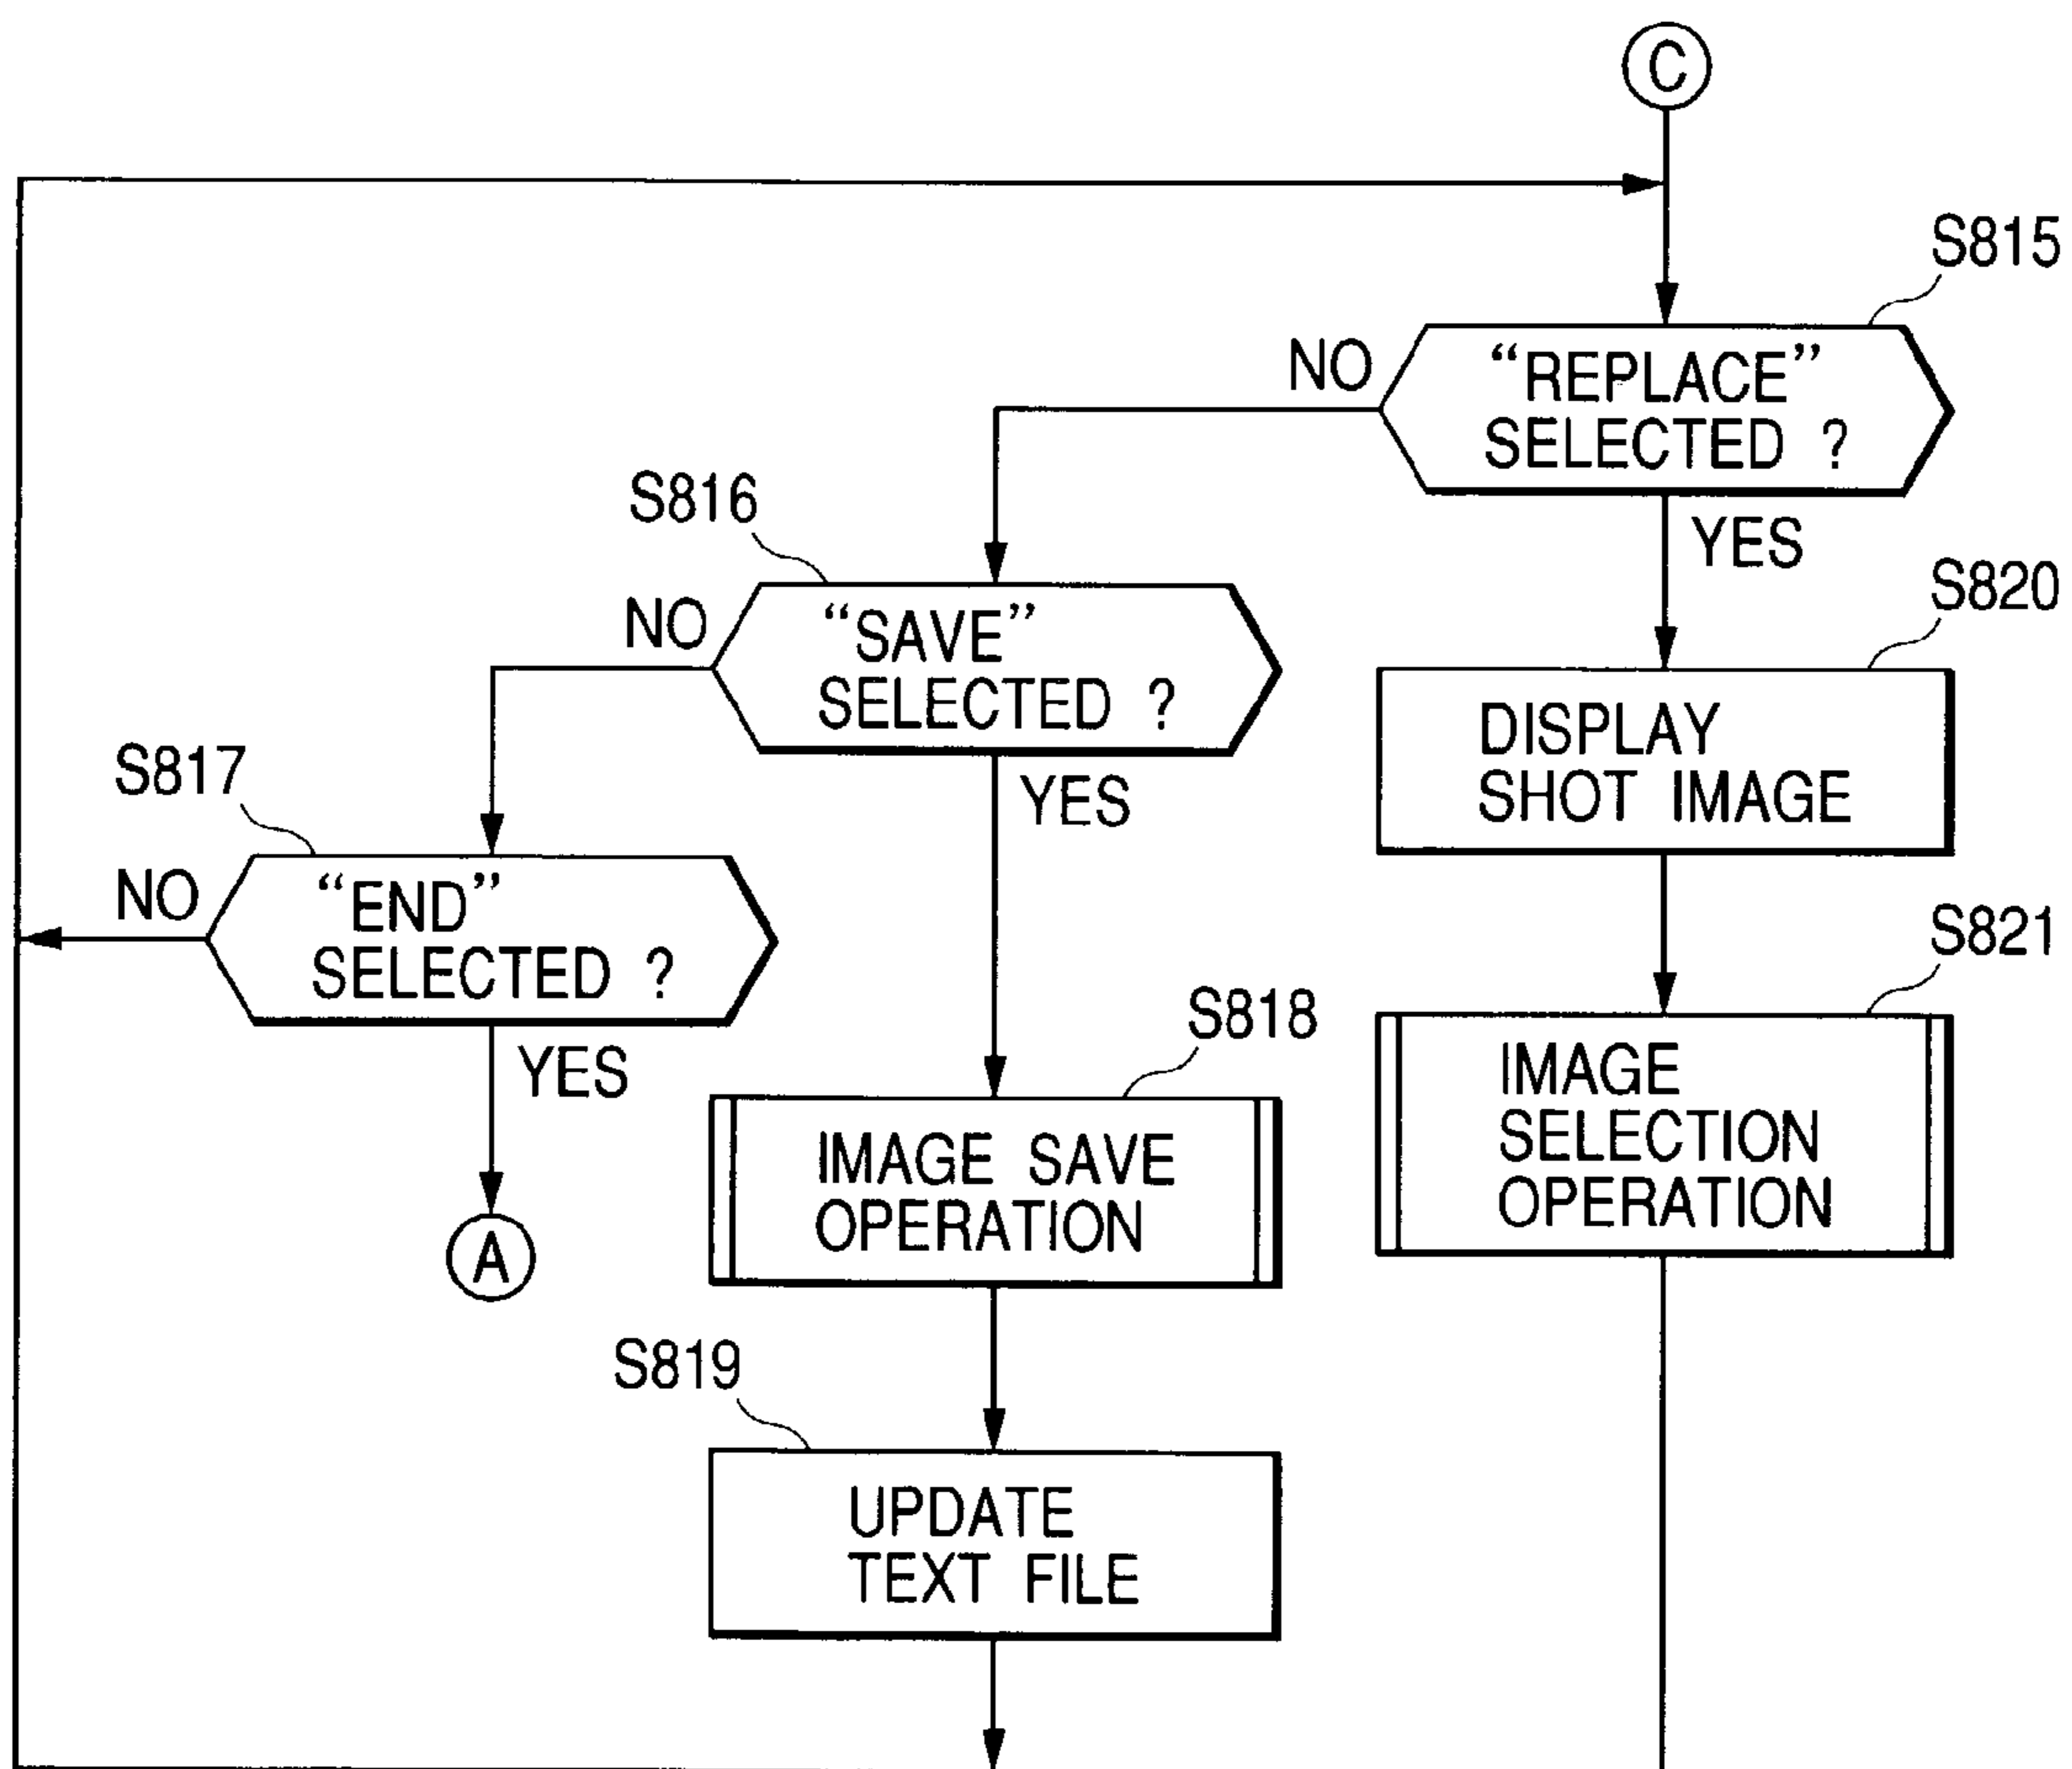 C
S815
NO
“REPLACE”
SELECTED ?
YES
S816
NO
“SAVE”
SELECTED ?
YES
S820
DISPLAY
SHOT IMAGE
S817
NO
“END”
SELECTED ?
YES
A
S821
IMAGE
SELECTION
OPERATION
S818
IMAGE SAVE
OPERATION
S819
UPDATE
TEXT FILE